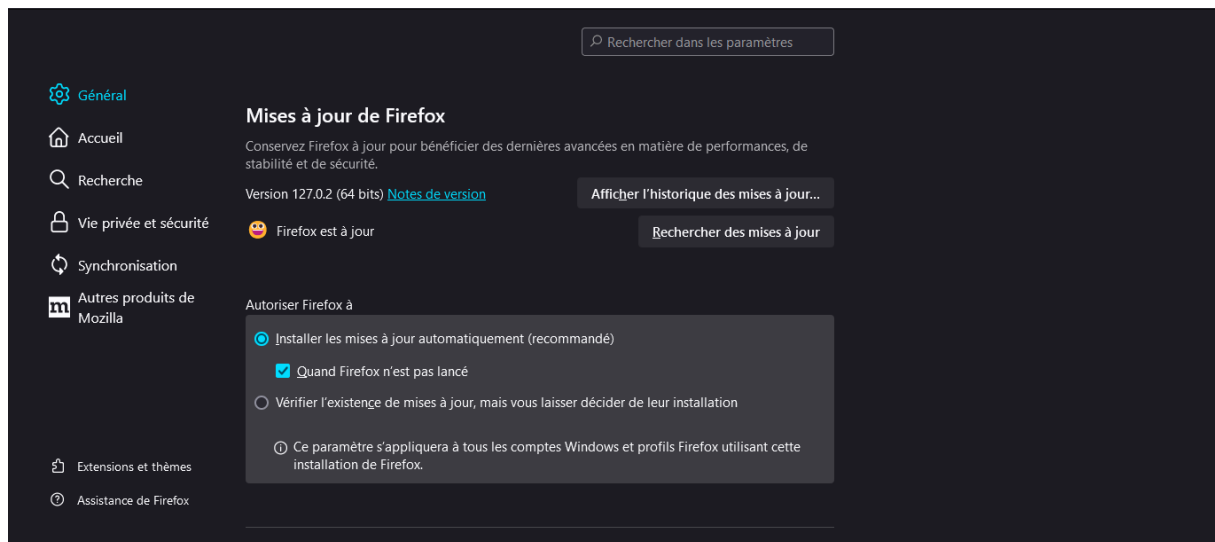 Rechercher dans les paramètres
Général
Accueil
Recherche
Vie privée et sécurité
Synchronisation
m Autres produits de
Mozilla
Extensions et thèmes
Assistance de Firefox
Mises à jour de Firefox
Conservez Firefox à jour pour bénéficier des dernières avancées en matière de performances, de
stabilité et de sécurité.
Version 127.0.2 (64 bits) Notes de version
Afficher l’historique des mises à jour...
Firefox est à jour
Rechercher des mises à jour
Autoriser Firefox à
Installer les mises à jour automatiquement (recommandé)
Quand Firefox n’est pas lancé
Vérifier l’existence de mises à jour, mais vous laisser décider de leur installation
Ce paramètre s’appliquera à tous les comptes Windows et profils Firefox utilisant cette
installation de Firefox.